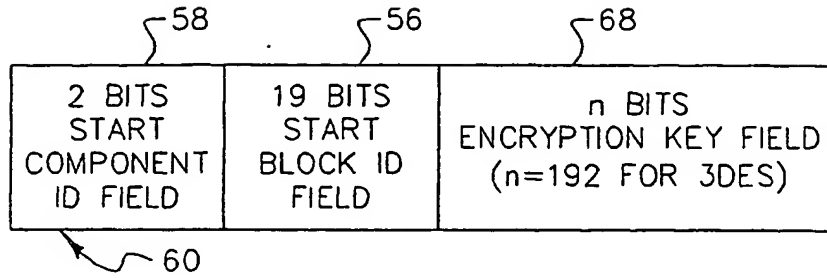 58
56
68
2 BITS
START
COMPONENT
ID FIELD
19 BITS
START
BLOCK ID
FIELD
n BITS
ENCRYPTION KEY FIELD
(n=192 FOR 3DES)
60